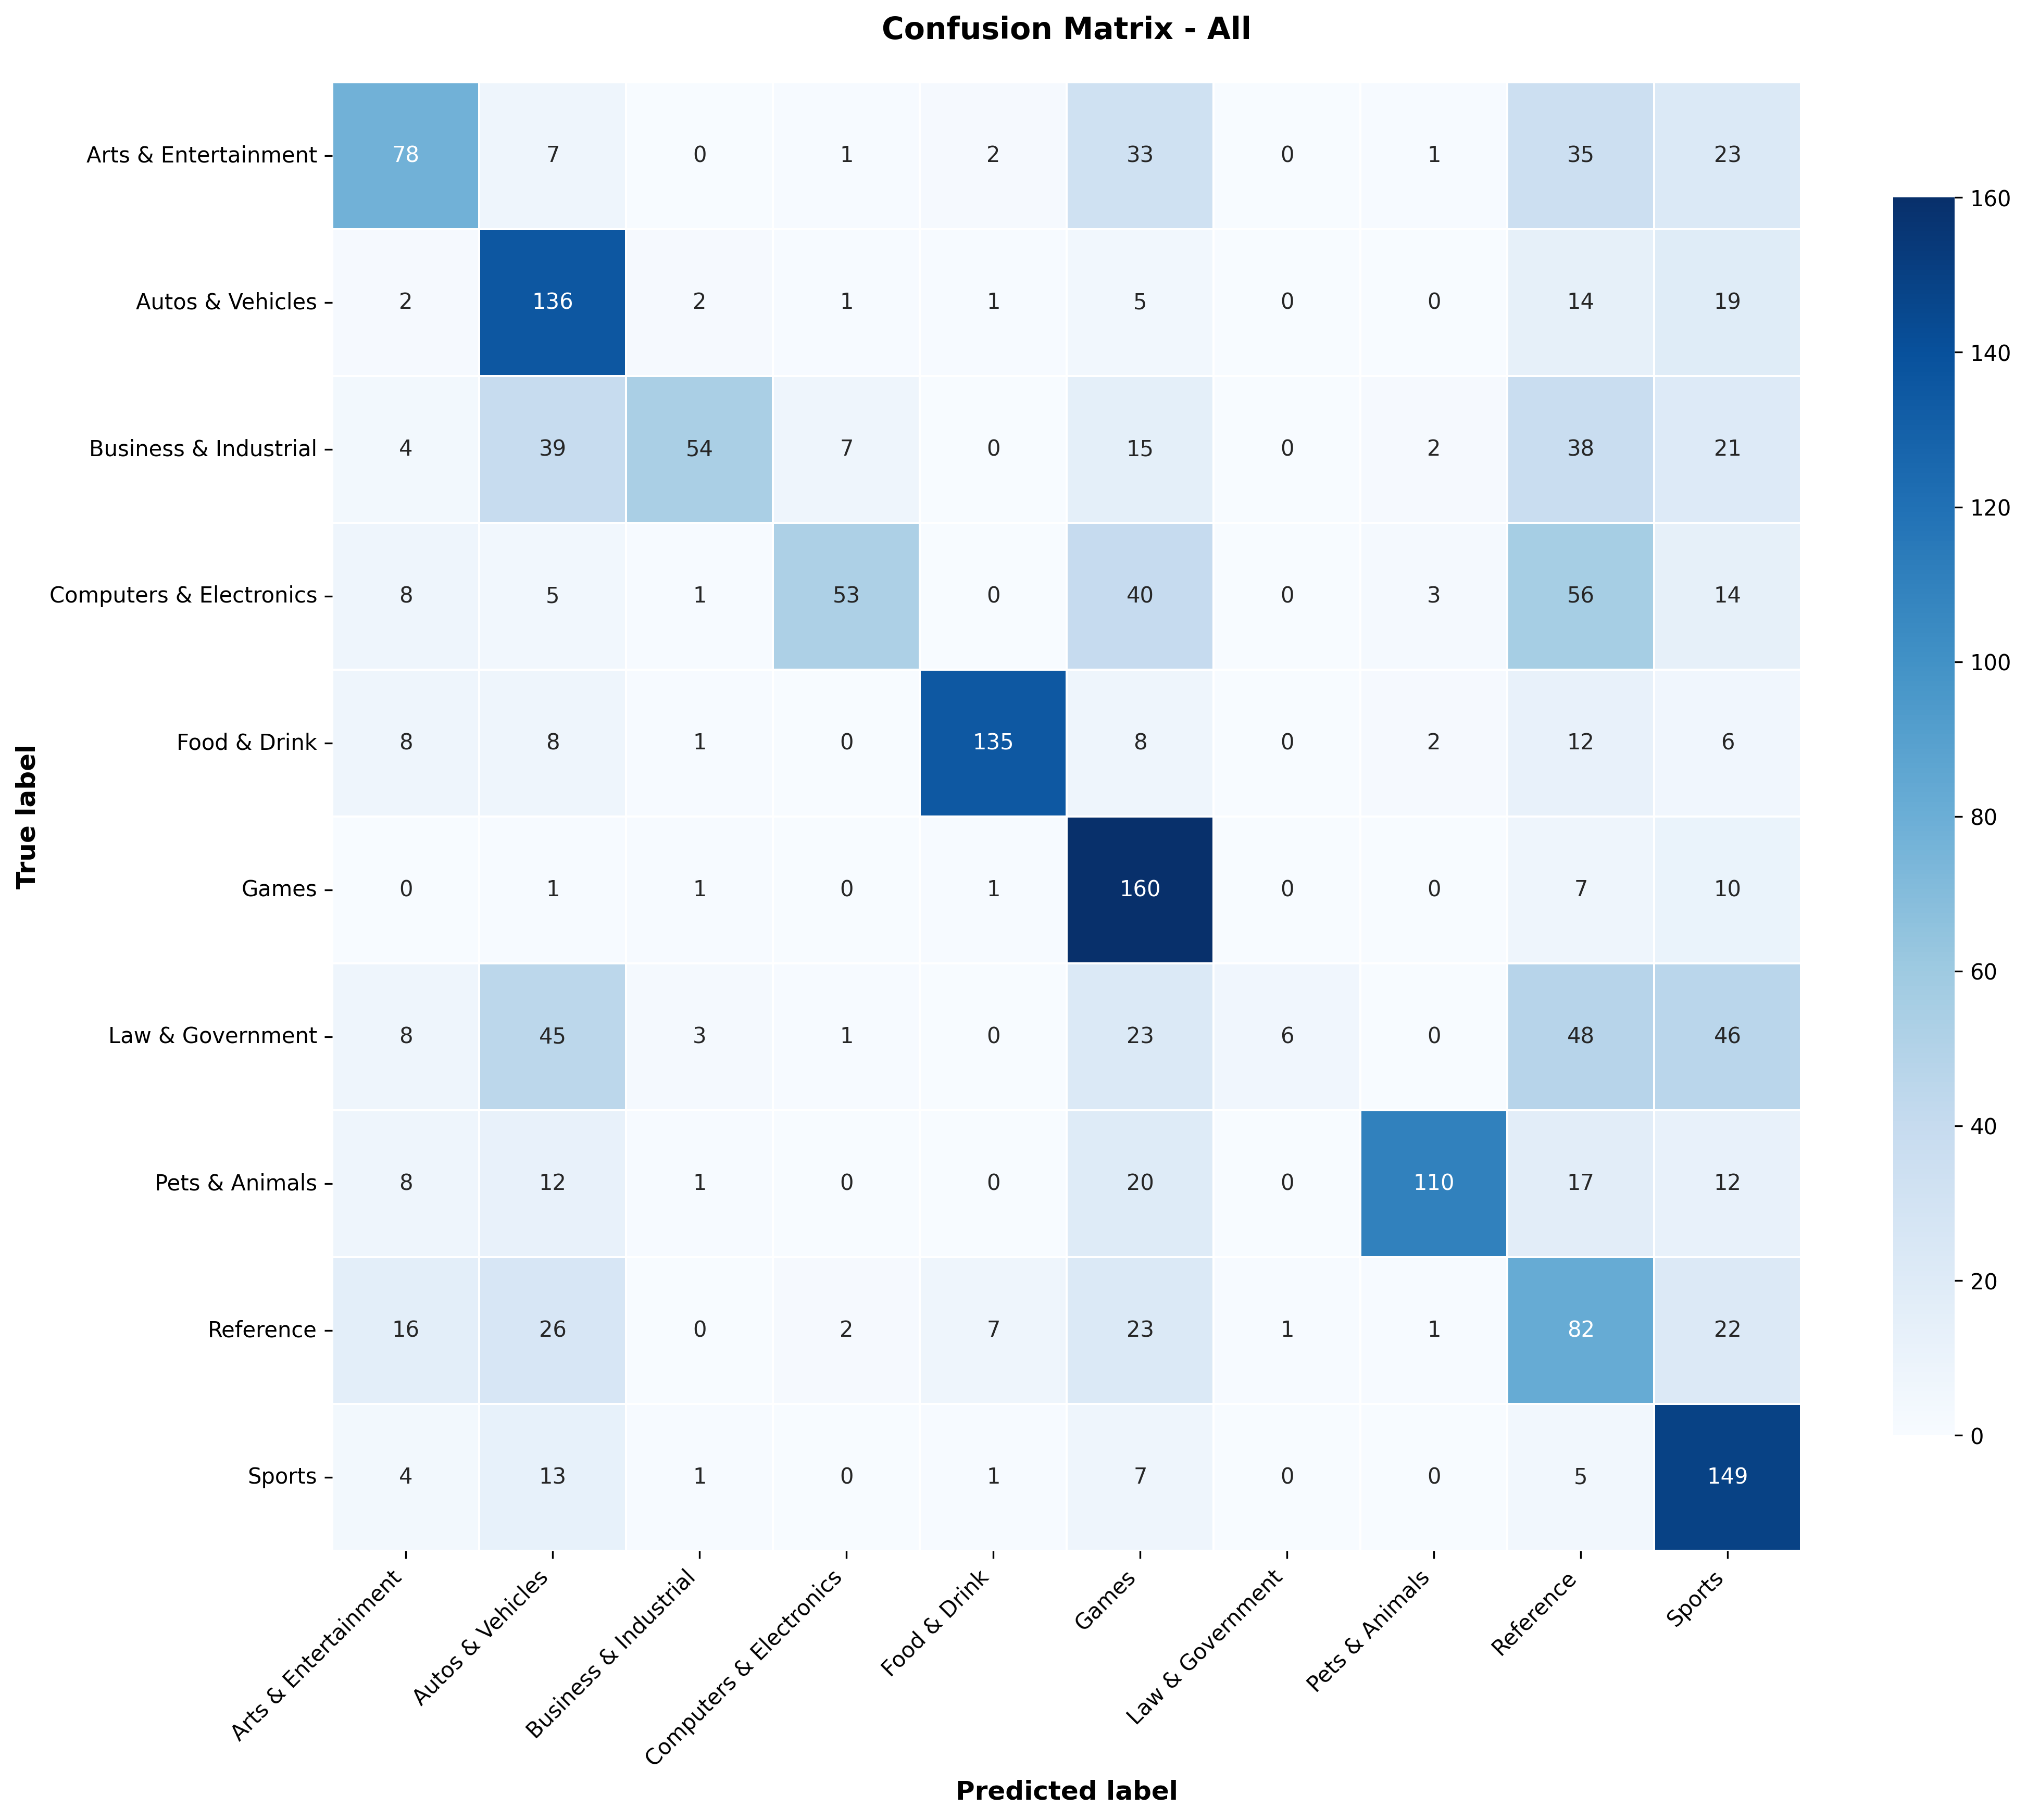 Confusion Matrix - All
Arts & Entertainment 78 7 0 1 2 33 0 1 35 23
Autos & Vehicles 2 136 2 1 1 5 0 0 14 19
Business & Industrial 4 39 54 7 0 15 0 2 38 21
Computers & Electronics 8 5 1 53 0 40 0 3 56 14
Food & Drink 8 8 1 0 135 8 0 2 12 6
Games 0 1 1 0 1 160 0 0 7 10
Law & Government 8 45 3 1 0 23 6 0 48 46
Pets & Animals 8 12 1 0 0 20 0 110 17 12
Reference 16 26 0 2 7 23 1 1 82 22
Sports 4 13 1 0 1 7 0 0 5 149
True label
Arts & Entertainment
Autos & Vehicles
Business & Industrial
Computers & Electronics
Food & Drink
Games
Law & Government
Pets & Animals
Reference
Sports
Predicted label
160
140
120
100
80
60
40
20
0